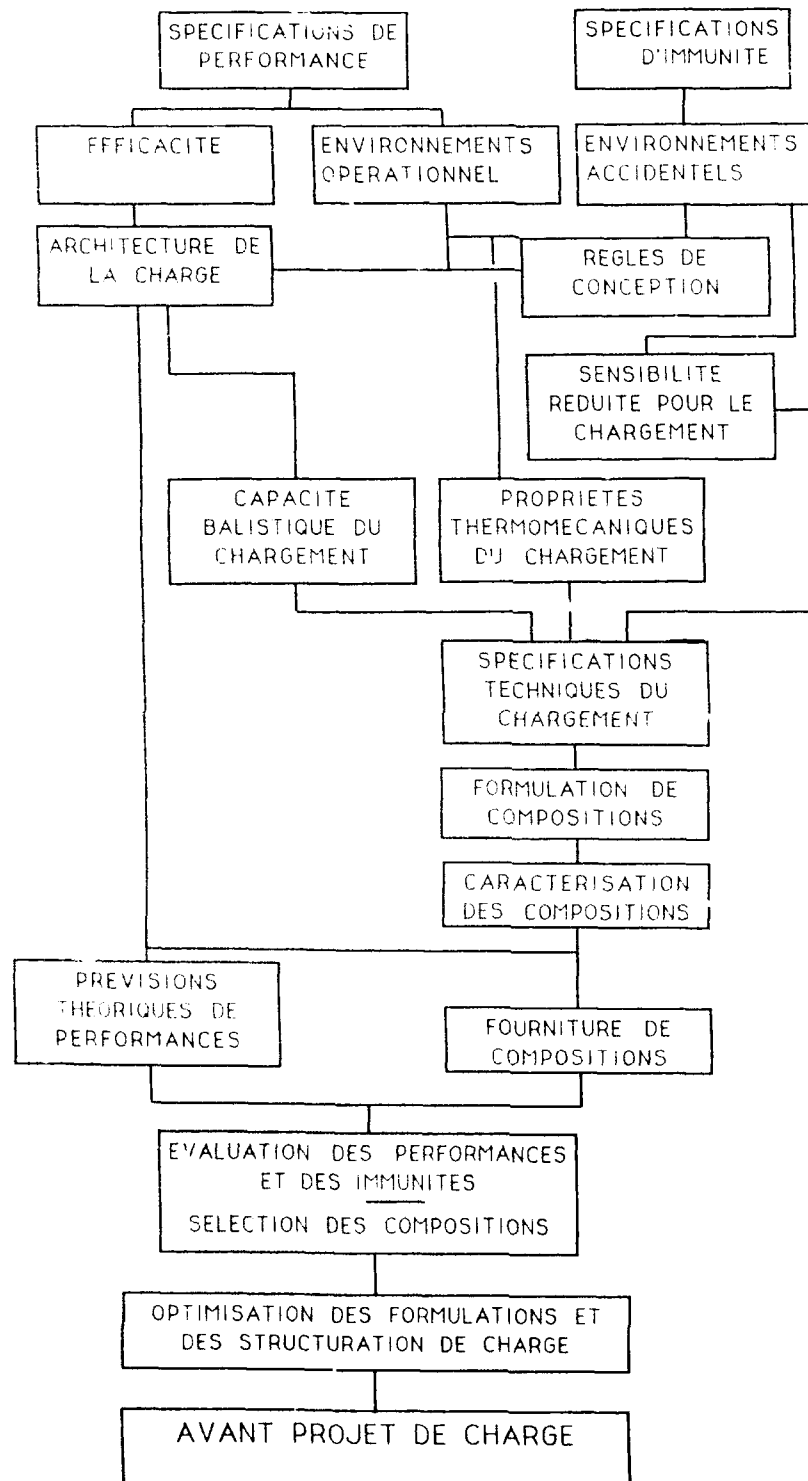 SPECIFICATIONS DE
PERFORMANCE
SPECIFICATIONS
D'IMMUNITE
EFFICACITE
ENVIRONNEMENTS
OPERATIONNEL
ENVIRONNEMENTS
ACCIDENTELS
ARCHITECTURE DE
LA CHARGE
REGLES DE
CONCEPTION
SENSIBILITE
REDUITE POUR LE
CHARGEMENT
CAPACITE
BALISTIQUE DU
CHARGEMENT
PROPRIETES
THERMOMECANIQUES
DU CHARGEMENT
SPECIFICATIONS
TECHNIQUES DU
CHARGEMENT
FORMULATION DE
COMPOSITIONS
CARACTERISATION
DES COMPOSITIONS
PREVISIONS
THEORIQUES DE
PERFORMANCES
FOURNITURE DE
COMPOSITIONS
EVALUATION DES PERFORMANCES
ET DES IMMUNITES
SELECTION DES COMPOSITIONS
OPTIMISATION DES FORMULATIONS ET
DES STRUCTURATION DE CHARGE
AVANT PROJET DE CHARGE